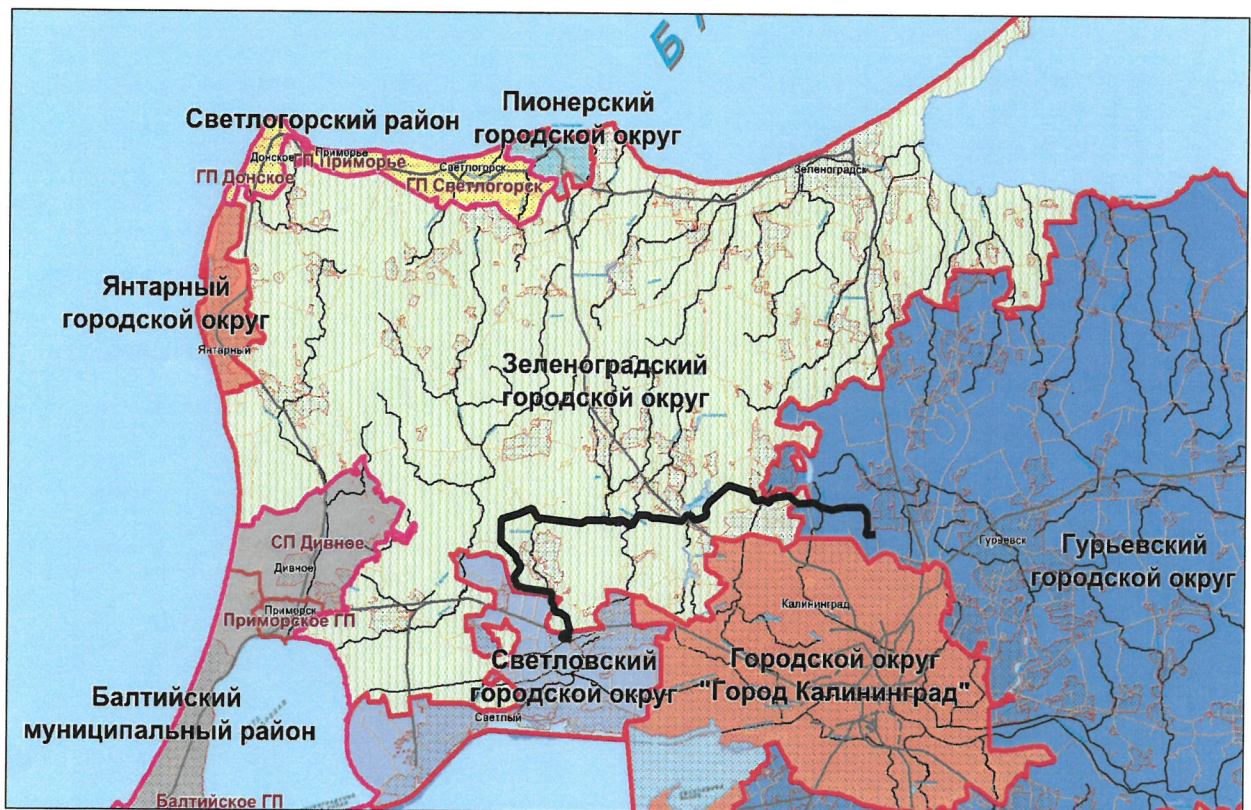 Б
Пионерский
городской округ
Светлогорский район
Донское
Приморье
ГП Приморье
Светлогорск
ГП Донское
ГП Светлогорск
Зеленоградск
Янтарный
городской округ
Янтарный
Зеленоградский
городской округ
СП Дивное
Дивное
Гурьевск
Гурьевский
городской округ
Приморск
Приморское ГП
Калининград
Светловский
городской округ
Светлый
Городской округ
"Город Калининград"
Балтийский
муниципальный район
Балтийское ГП